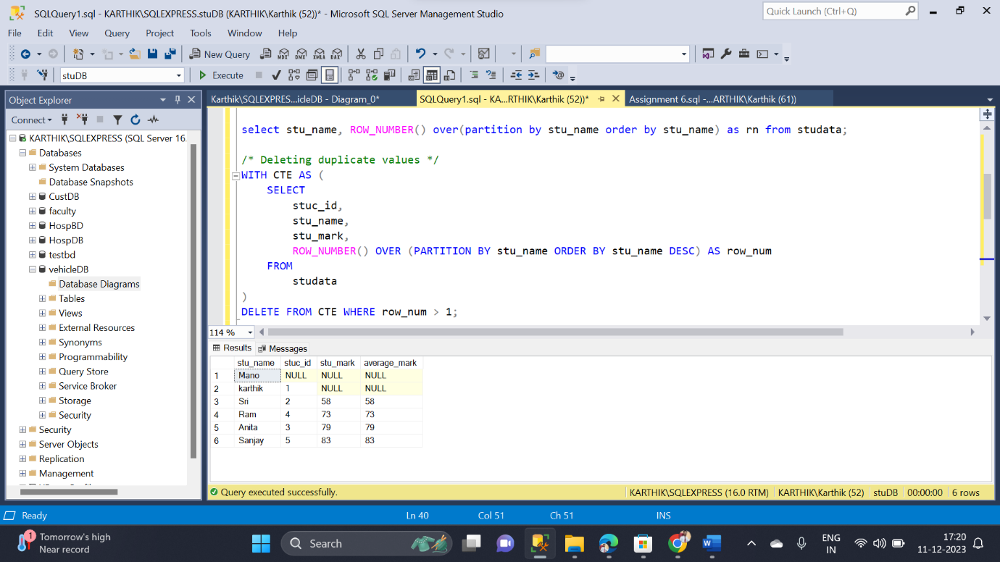 SQLQuery1.sql - KARTHIK\SQLEXPRESS.stuDB (KARTHIK\Karthik (52))* - Microsoft SQL Server Management Studio
Quick Launch (Ctrl+Q)
File Edit View Query Project Tools Window Help
New Query MDX DMX XMLA DAX
stuDB Execute
Object Explorer
Karthik\SQLEXPRES...icleDB - Diagram_0* SQLQuery1.sql - KA...RTHIK\Karthik (52))* Assignment 6.sql -...ARTHIK\Karthik (61))
Connect
KARTHIK\SQLEXPRESS (SQL Server 16.
Databases
System Databases
Database Snapshots
CustDB
faculty
HospBD
HospDB
testbd
vehicleDB
Database Diagrams
Tables
Views
External Resources
Synonyms
Programmability
Query Store
Service Broker
Storage
Security
Security
Server Objects
Replication
Management
select stu_name, ROW_NUMBER() over(partition by stu_name order by stu_name) as rn from studata;
/* Deleting duplicate values */
WITH CTE AS (
SELECT
stuc_id,
stu_name,
stu_mark,
ROW_NUMBER() OVER (PARTITION BY stu_name ORDER BY stu_name DESC) AS row_num
FROM
studata
)
DELETE FROM CTE WHERE row_num > 1;
114 %
Results Messages
stu_name stuc_id stu_mark average_mark
1 Mano NULL NULL NULL
2 karthik 1 NULL NULL
3 Sri 2 58 58
4 Ram 4 73 73
5 Anita 3 79 79
6 Sanjay 5 83 83
Query executed successfully. KARTHIK\SQLEXPRESS (16.0 RTM) KARTHIK\Karthik (52) stuDB 00:00:00 6 rows
Ready Ln 40 Col 51 Ch 51 INS
1 Tomorrow's high
Near record
Search
ENG
IN
17:20
11-12-2023